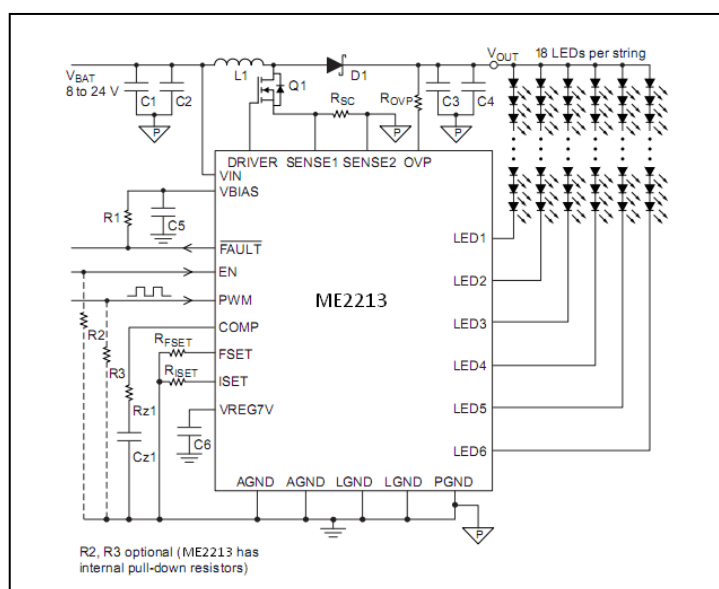 VOUT 18 LEDs per string
L1
D1
VBAT
8 to 24 V
C1
C2
Q1
RSC
ROVP
C3
C4
P
P
P
DRIVER SENSE1 SENSE2 OVP
VIN
VBIAS
R1
C5
FAULT
LED1
EN
LED2
PWM
ME2213
COMP
LED3
R2
RFSET
FSET
R3
RISET
ISET
LED4
Rz1
VREG7V
LED5
C6
Cz1
LED6
AGND AGND LGND LGND PGND
P
R2, R3 optional (ME2213 has
internal pull-down resistors)